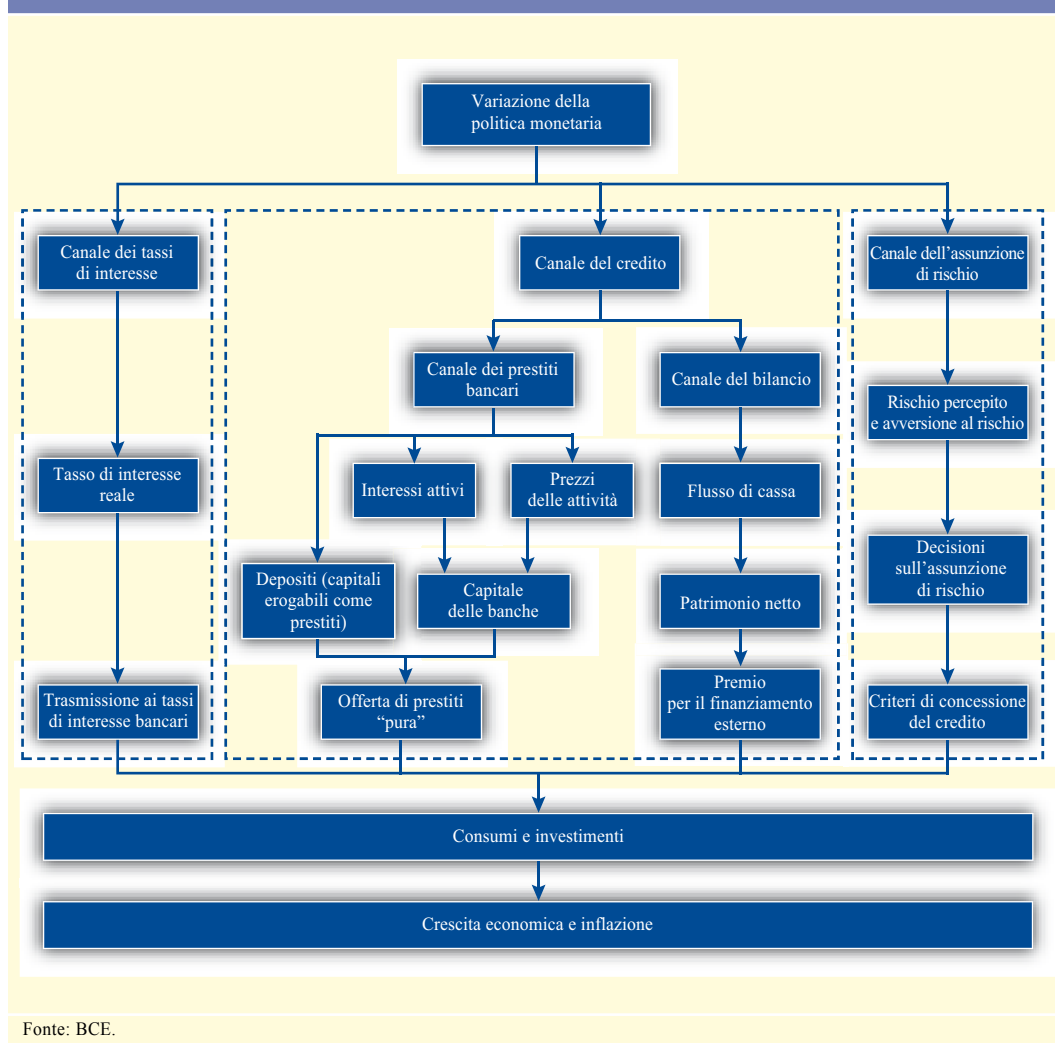 Variazione della
politica monetaria
Canale dei tassi
di interesse
Canale del credito
Canale dell'assunzione
di rischio
Canale dei prestiti
bancari
Canale del bilancio
Rischio percepito
e avversione al rischio
Tasso di interesse
reale
Interessi attivi
Prezzi
delle attività
Flusso di cassa
Depositi (capitali
erogabili come
prestiti)
Capitale
delle banche
Patrimonio netto
Decisioni
sull'assunzione
di rischio
Trasmissione ai tassi
di interesse bancari
Offerta di prestiti
“pura”
Premio
per il finanziamento
esterno
Criteri di concessione
del credito
Consumi e investimenti
Crescita economica e inflazione
Fonte: BCE.